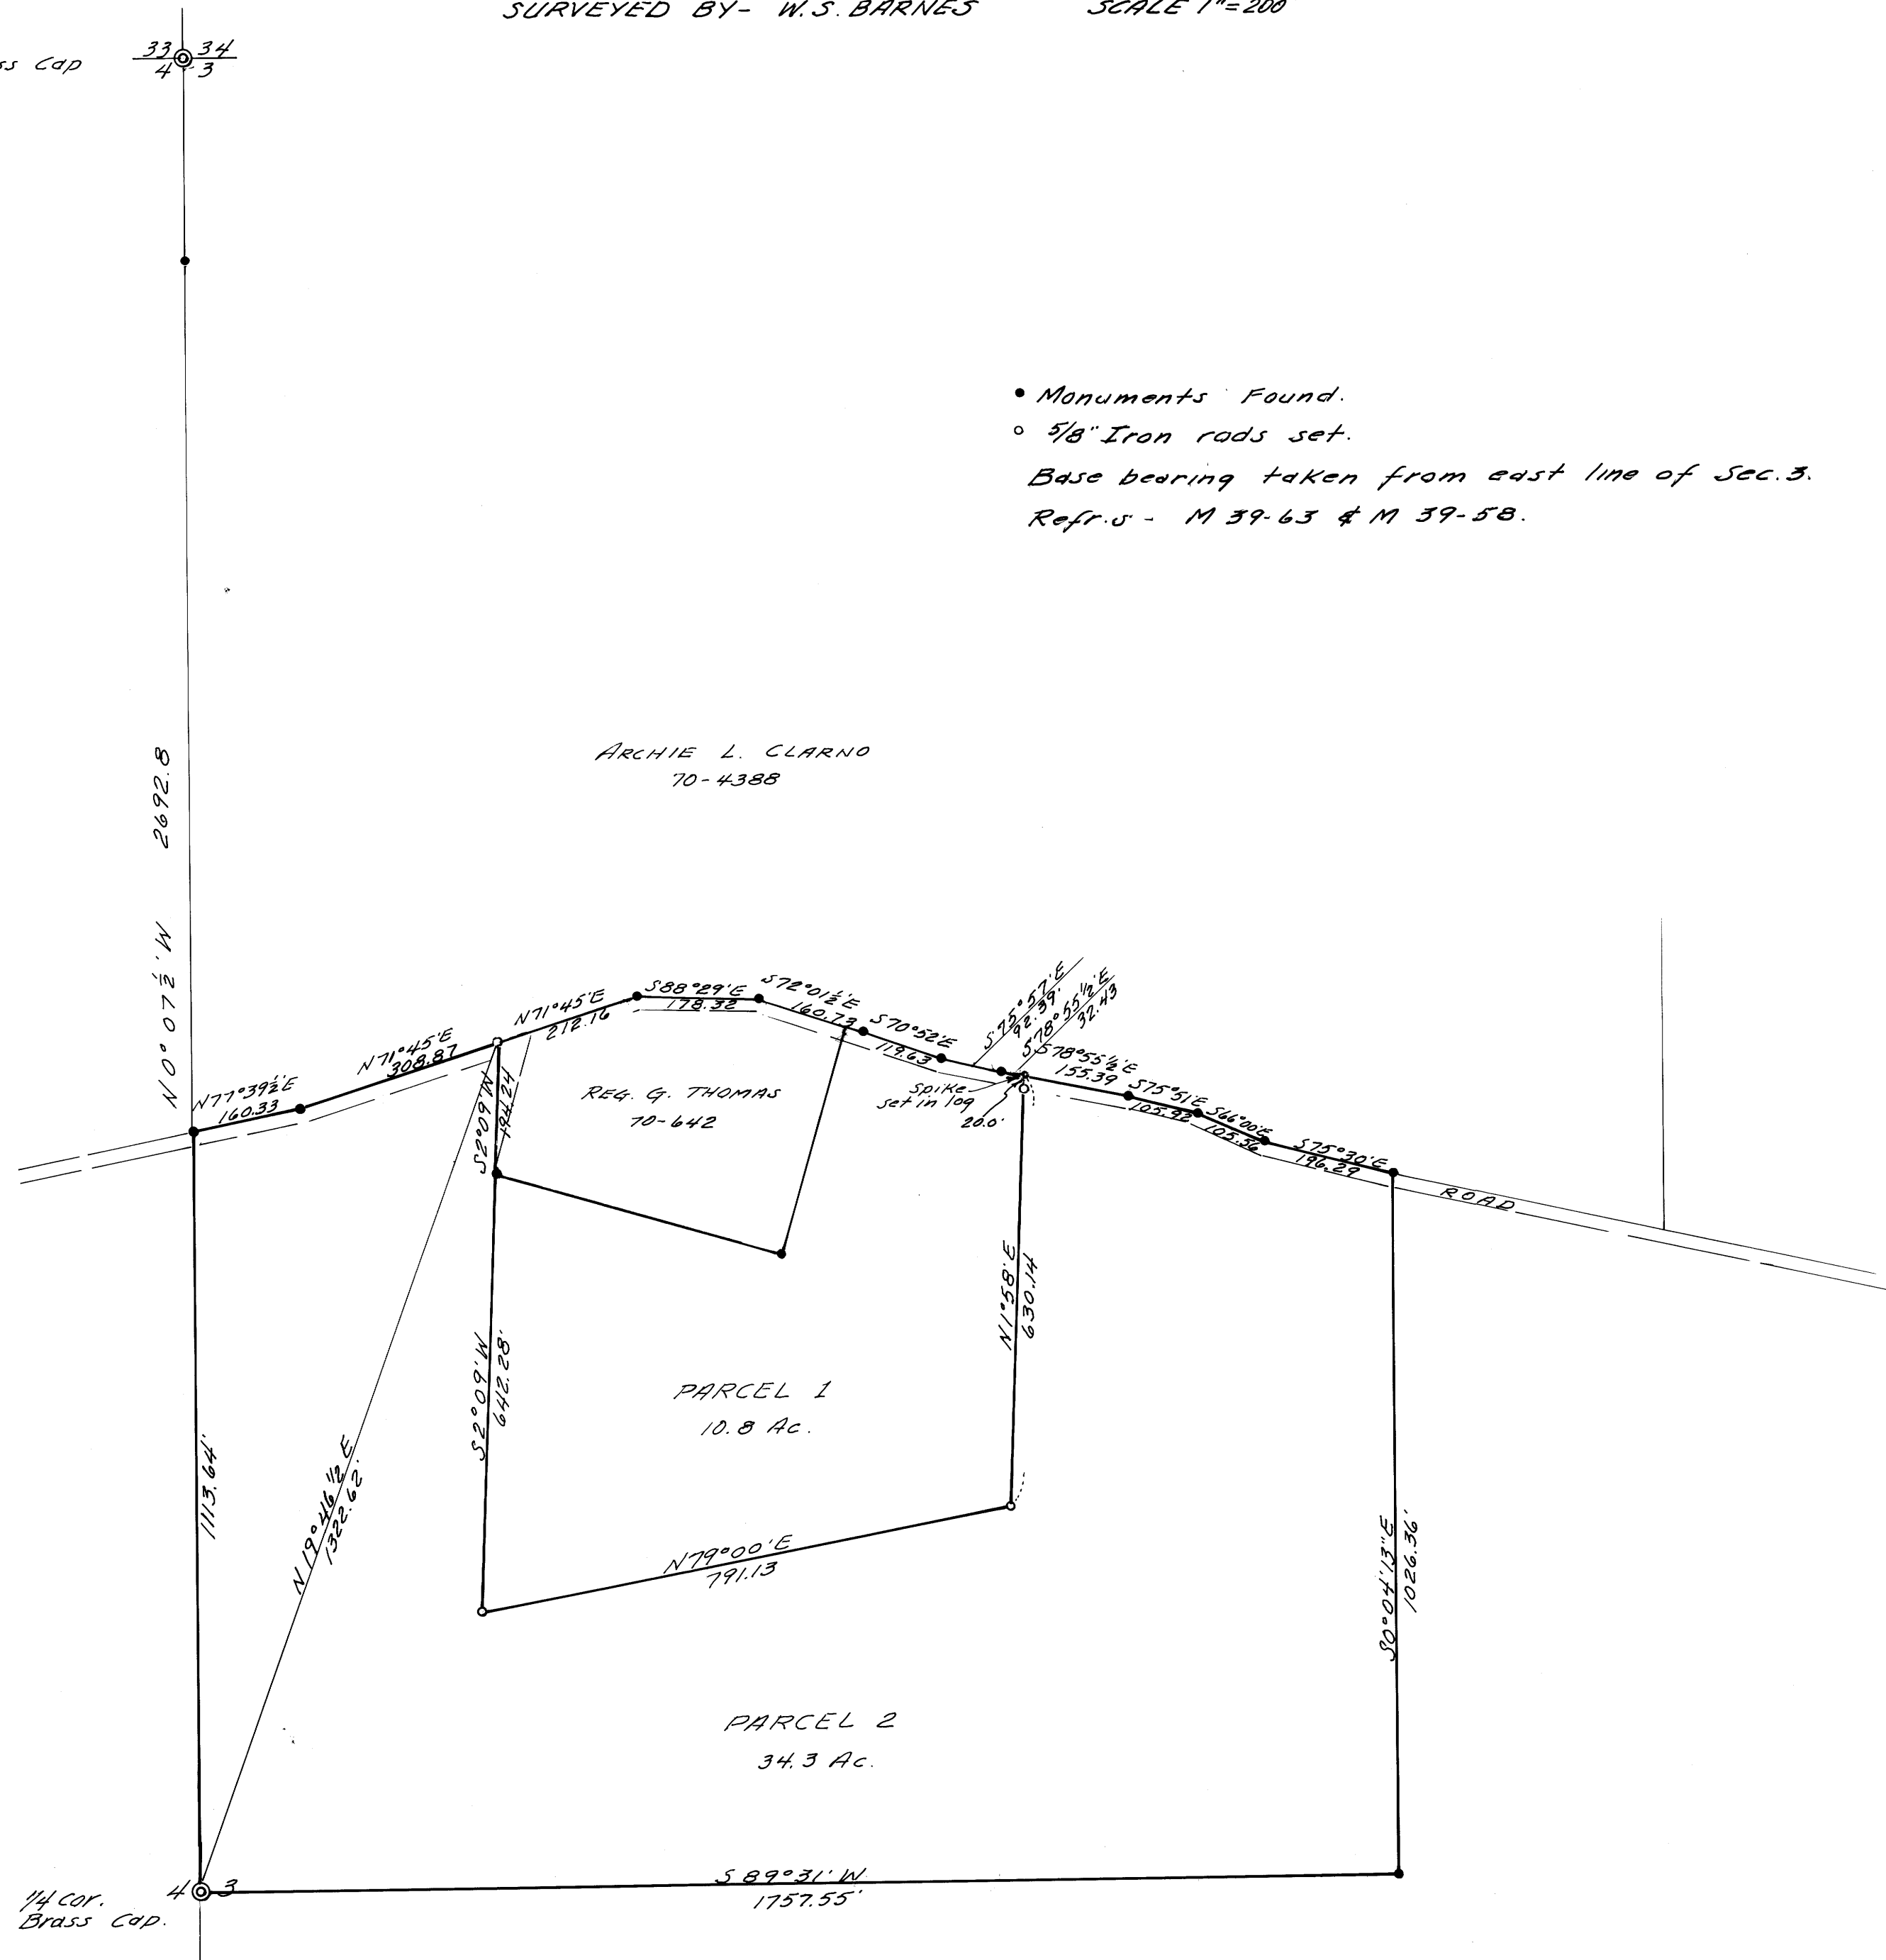 SURVEYED BY- W.S. BARNES SCALE 1"=200'
ss Cap
33 34
4 3
• Monuments Found.
○ 5/8" Iron rods set.
Base bearing taken from east line of Sec. 3.
Refr.s - M 39-63 & M 39-58.
N 0° 07 1/2' W 2692.8
ARCHIE L. CLARNO
70-4388
N77°39½'E
160.33
N71°45'E
308.87
N71°45'E
212.16
S88°29'E
178.32
S72°01½'E
160.73
S70°52'E
119.63
S75°57'E
92.39'
S78°55½'E
32.43
S78°55½'E
155.39
S75°51'E
105.92
S66°00'E
105.56
S75°30'E
196.29
ROAD
Spike
set in log
20.0'
S2°09'W
194.24
REG. G. THOMAS
70-642
N1°58'E
630.14
S2°09'W
642.28'
PARCEL 1
10.8 Ac.
1113.64'
N19°46½E
1322.62'
N79°00'E
791.13
S0°04'13"E
1026.36'
PARCEL 2
34.3 Ac.
S 89°31' W
1757.55'
4 3
1/4 Cor.
Brass Cap.